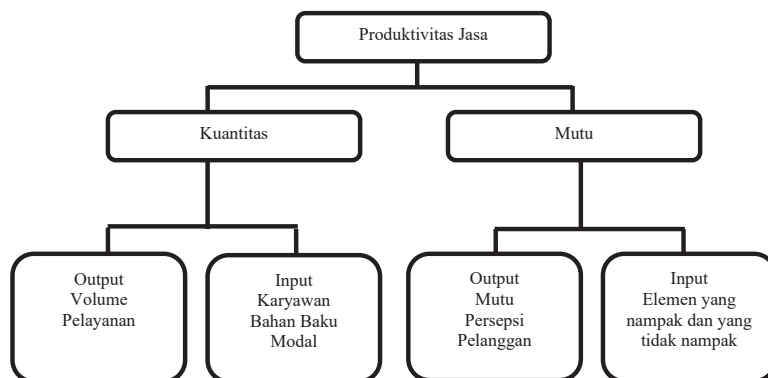 Produktivitas Jasa
Kuantitas
Mutu
Output
Volume
Pelayanan
Input
Karyawan
Bahan Baku
Modal
Output
Mutu
Persepsi
Pelanggan
Input
Elemen yang
nampak dan yang
tidak nampak